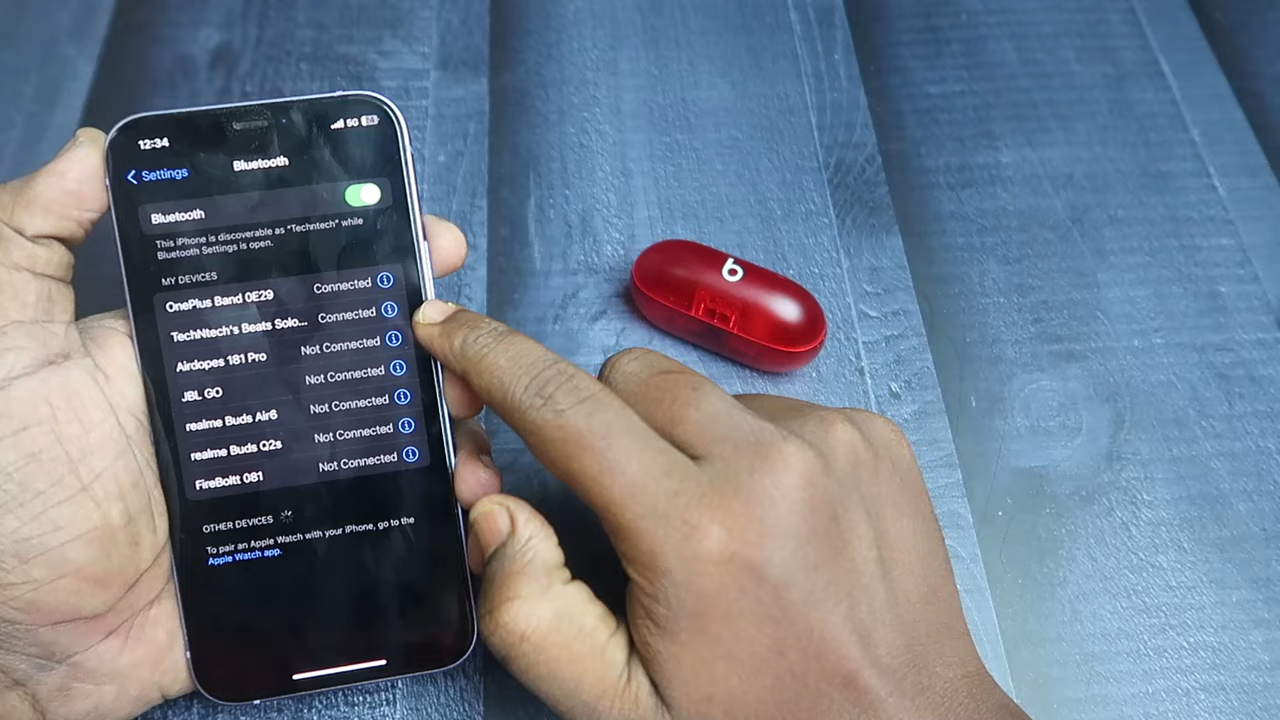 12:34
5G
Settings
Bluetooth
Bluetooth
This iPhone is discoverable as "Techntech" while
Bluetooth Settings is open.
MY DEVICES
OnePlus Band 0E29 Connected
TechNtech's Beats Solo... Connected
Airdopes 181 Pro Not Connected
JBL GO Not Connected
realme Buds Air6 Not Connected
realme Buds Q2s Not Connected
FireBoltt 081 Not Connected
OTHER DEVICES
To pair an Apple Watch with your iPhone, go to the
Apple Watch app.
b